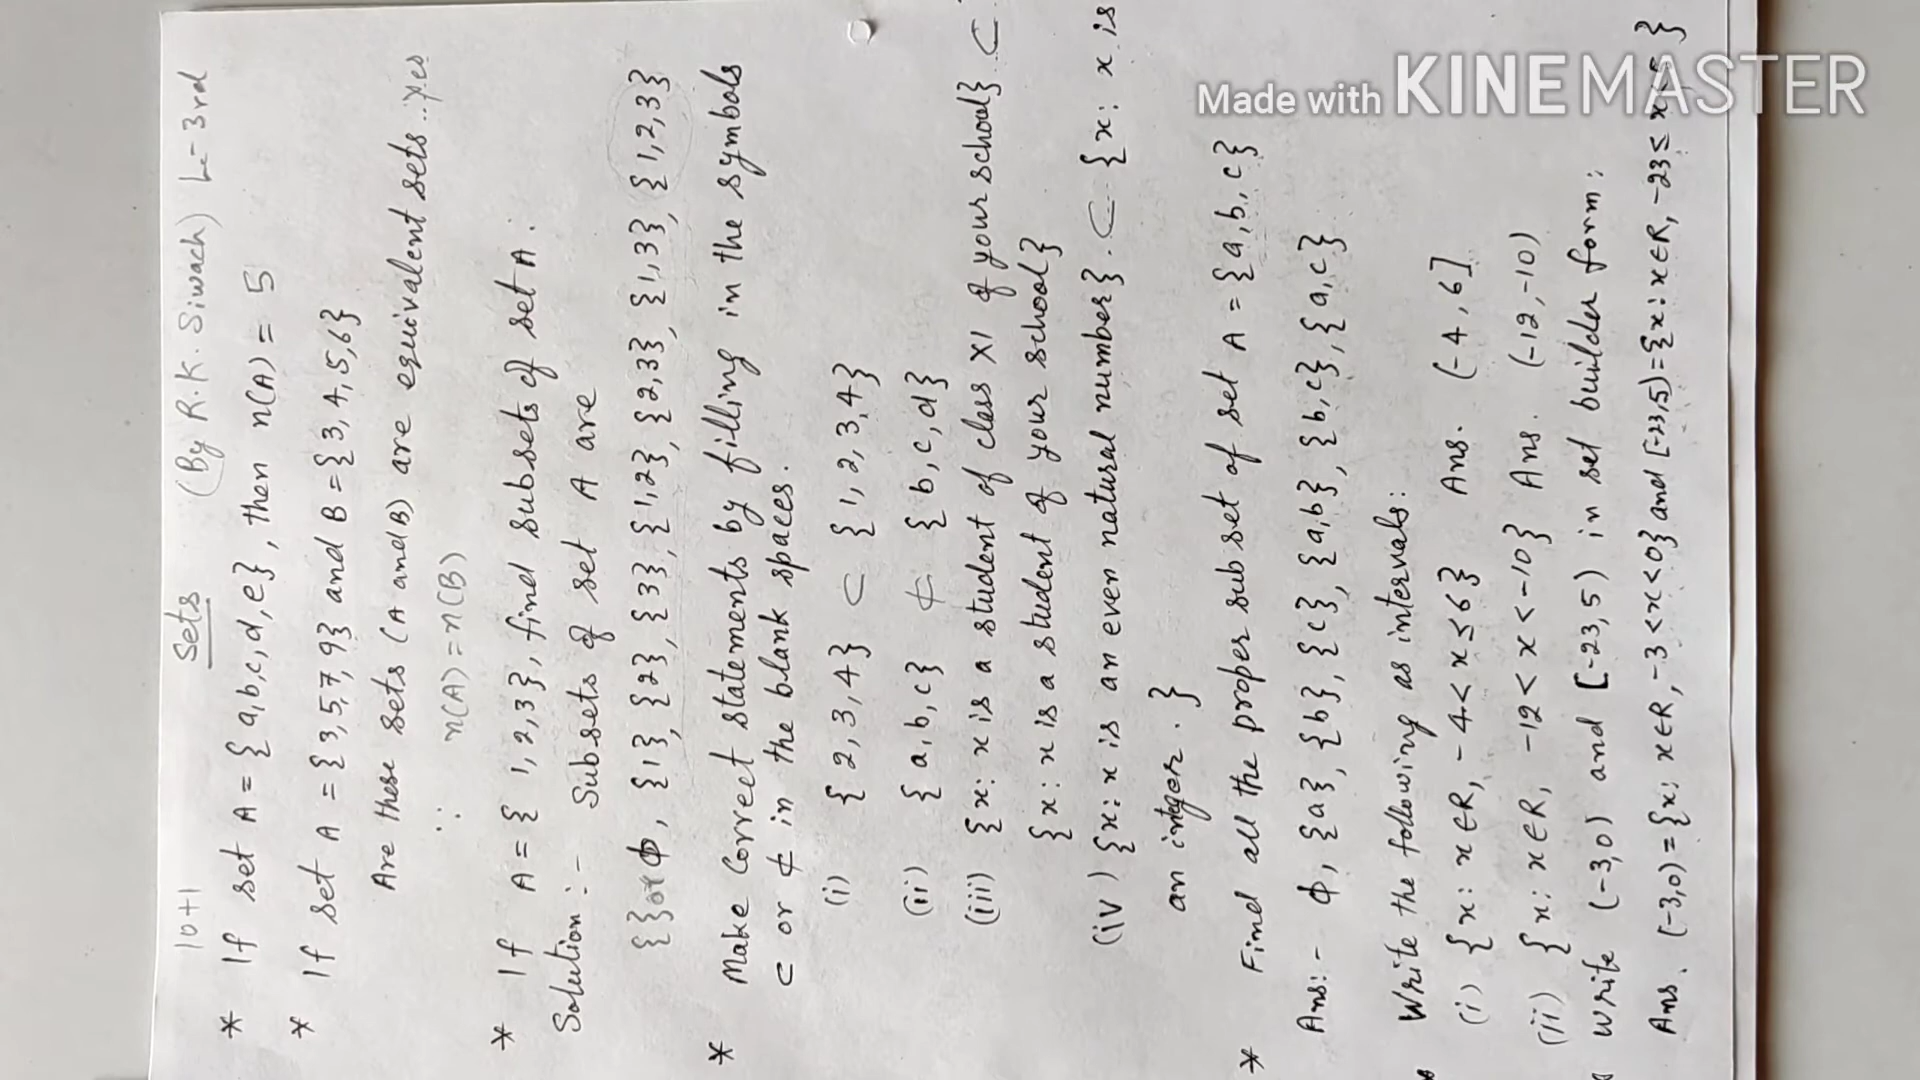 10+1 Sets (By R.K. Siwach) L-3rd
* If set A = {a,b,c,d,e}, then n(A) = 5
* If set A = {3,5,7,9} and B = {3,4,5,6}
Are these sets (A and B) are equivalent sets...yes
∵ n(A) = n(B)
* If A = {1,2,3}, find subsets of set A.
Solution:- Subsets of set A are
{} or ϕ, {1}, {2}, {3}, {1,2}, {2,3}, {1,3}, {1,2,3}
* Make Correct statements by filling in the symbols
⊂ or ⊄ in the blank spaces.
(i) {2,3,4} ⊂ {1,2,3,4}
(ii) {a,b,c} ⊄ {b,c,d}
(iii) {x: x is a student of class XI of your school} ⊂
{x: x is a student of your school}
(iv) {x: x is an even natural number}. ⊂ {x: x is
an integer.}
* Find all the proper subset of set A = {a,b,c}
Ans:- ϕ, {a}, {b}, {c}, {a,b}, {b,c}, {a,c}
Write the following as intervals:
(i) {x: x∈R, -4<x≤6} Ans. (-4,6]
(ii) {x: x∈R, -12<x<-10} Ans. (-12,-10)
Write (-3,0) and [-23,5) in set builder form:
Ans. (-3,0)={x: x∈R, -3<x<0} and [-23,5)={x: x∈R, -23≤x<5}
Made with KINEMASTER